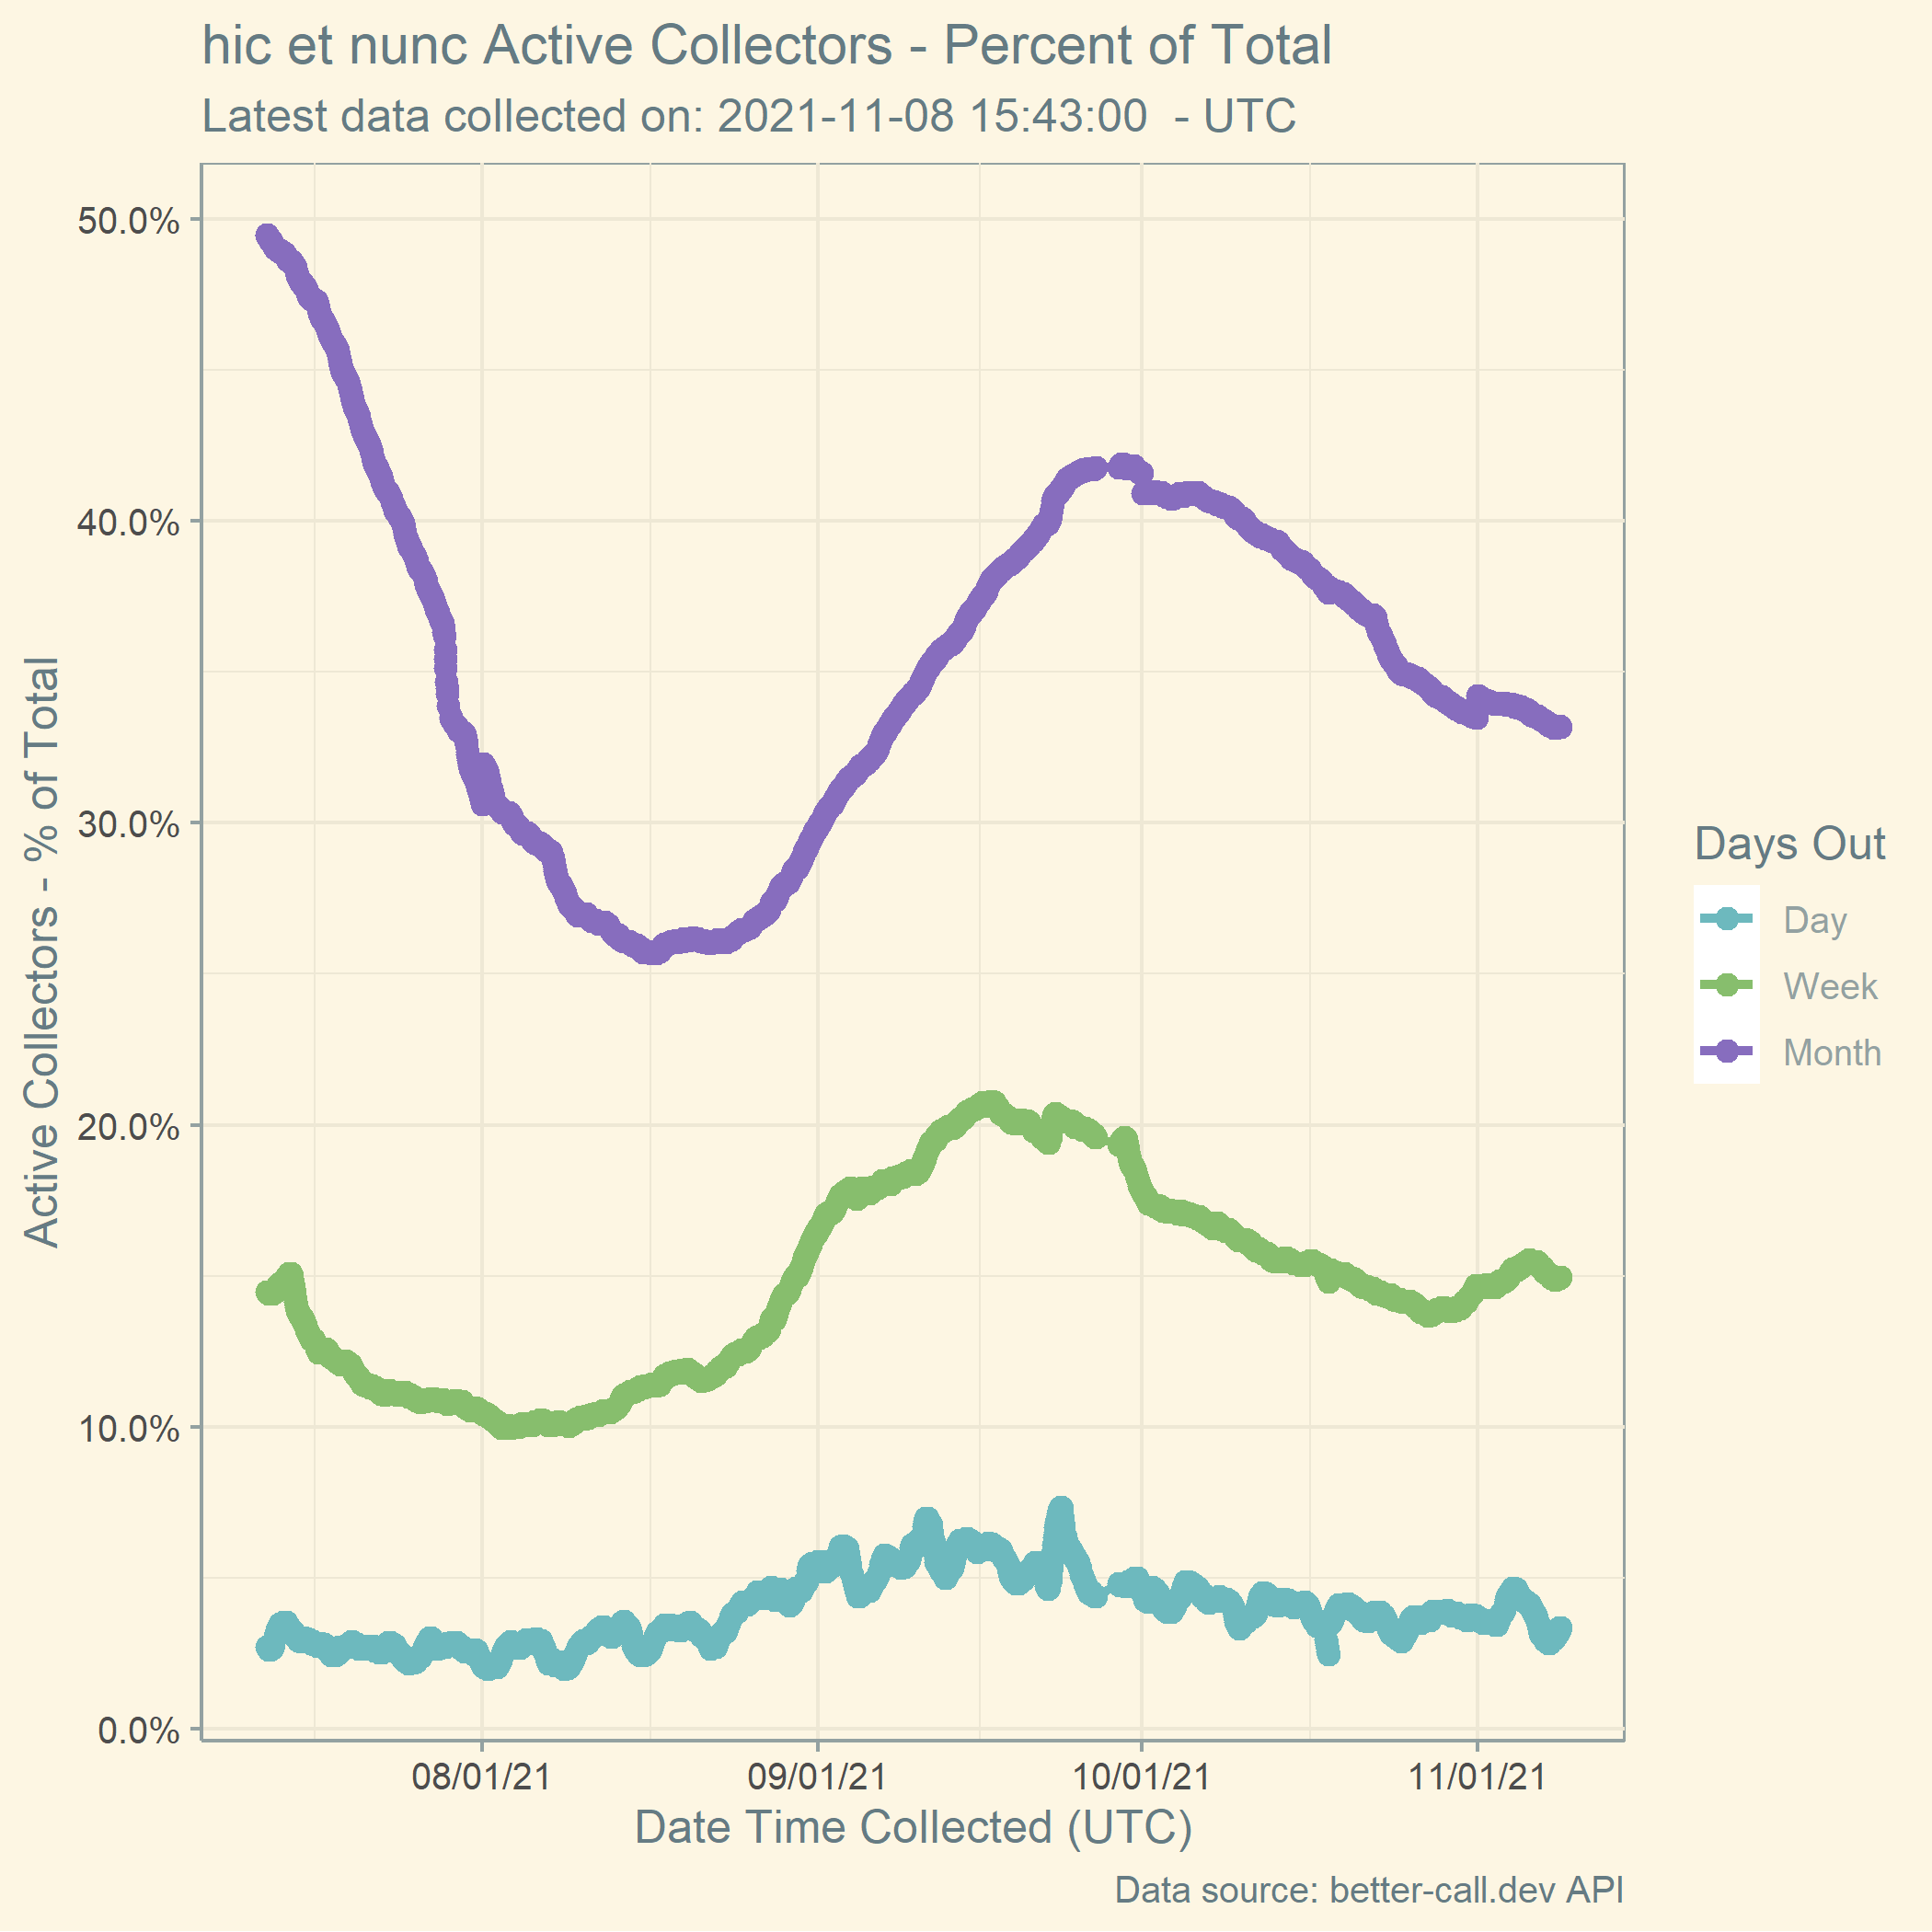 hic et nunc Active Collectors - Percent of Total
Latest data collected on: 2021-11-08 15:43:00  - UTC
Active Collectors - % of Total
50.0%
40.0%
30.0%
20.0%
10.0%
0.0%
08/01/21
09/01/21
10/01/21
11/01/21
Date Time Collected (UTC)
Days Out
Day
Week
Month
Data source: better-call.dev API